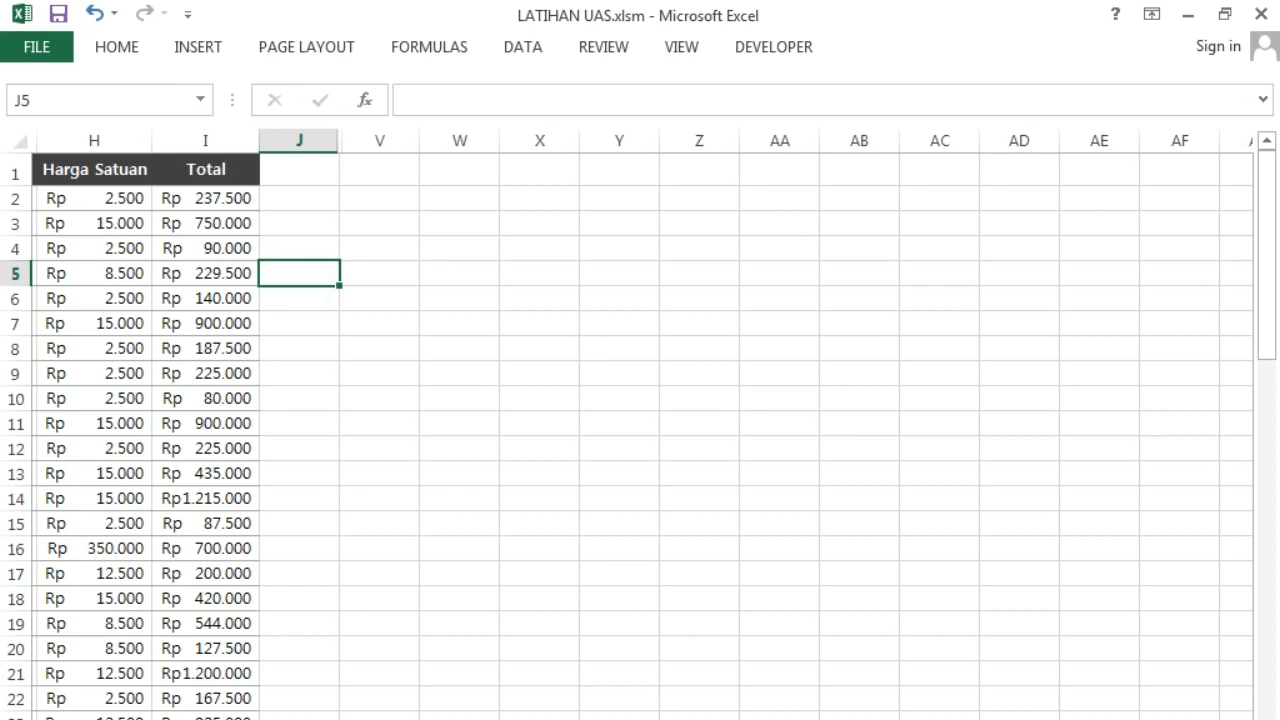 LATIHAN UAS.xlsm - Microsoft Excel
FILE HOME INSERT PAGE LAYOUT FORMULAS DATA REVIEW VIEW DEVELOPER Sign in
J5 fx
H I J V W X Y Z AA AB AC AD AE AF
1 Harga Satuan Total
2 Rp 2.500 Rp 237.500
3 Rp 15.000 Rp 750.000
4 Rp 2.500 Rp 90.000
5 Rp 8.500 Rp 229.500
6 Rp 2.500 Rp 140.000
7 Rp 15.000 Rp 900.000
8 Rp 2.500 Rp 187.500
9 Rp 2.500 Rp 225.000
10 Rp 2.500 Rp 80.000
11 Rp 15.000 Rp 900.000
12 Rp 2.500 Rp 225.000
13 Rp 15.000 Rp 435.000
14 Rp 15.000 Rp1.215.000
15 Rp 2.500 Rp 87.500
16 Rp 350.000 Rp 700.000
17 Rp 12.500 Rp 200.000
18 Rp 15.000 Rp 420.000
19 Rp 8.500 Rp 544.000
20 Rp 8.500 Rp 127.500
21 Rp 12.500 Rp1.200.000
22 Rp 2.500 Rp 167.500